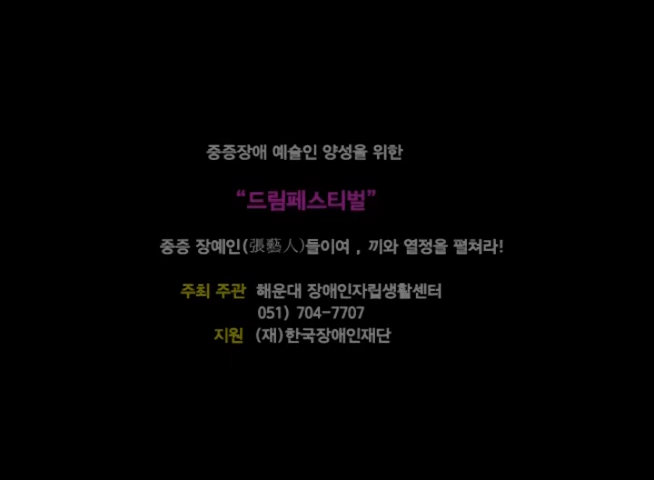 중증장애 예술인 양성을 위한
“드림페스티벌”
중증 장예인(張藝人)들이여 , 끼와 열정을 펼쳐라!
주최 주관 해운대 장애인자립생활센터
051) 704-7707
지원 (재)한국장애인재단